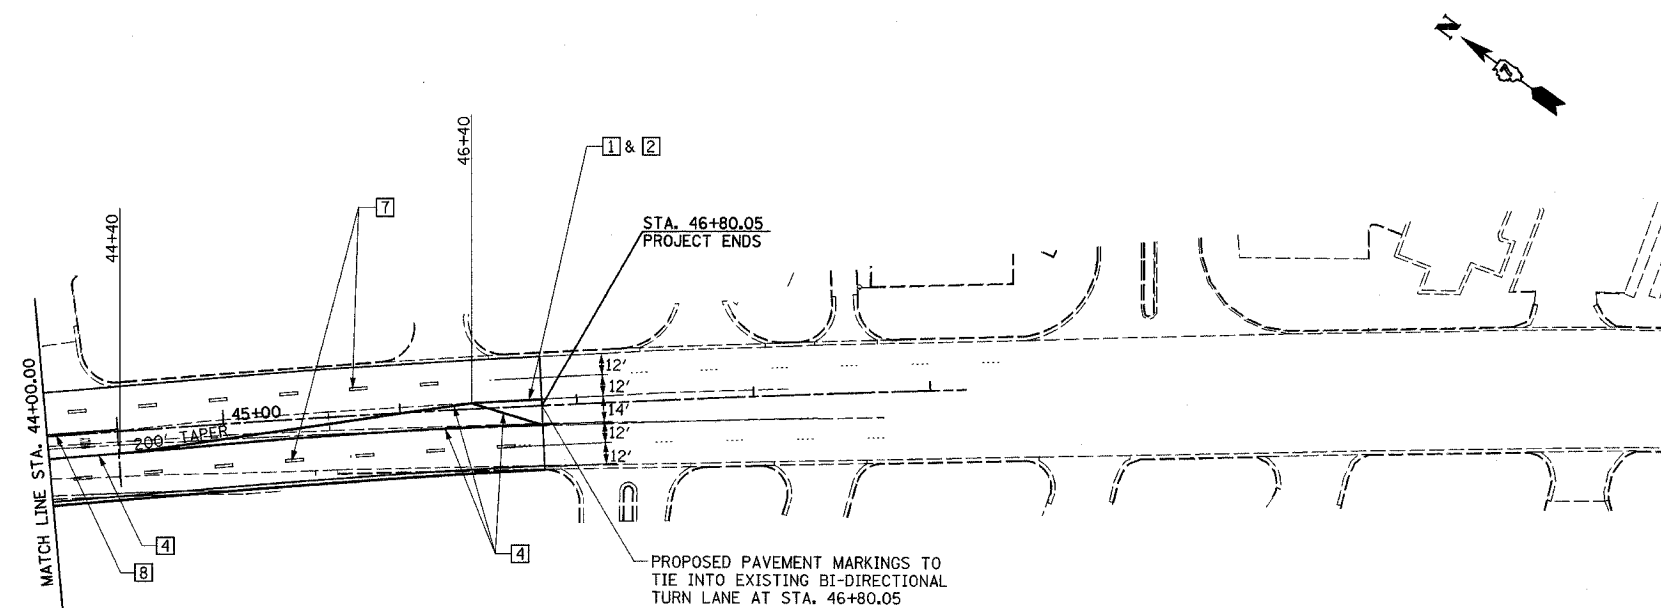 N
46+40
1 & 2
7
44+40
STA. 46+80.05
PROJECT ENDS
MATCH LINE STA. 44+00.00
45+00
200' TAPER
12'
12'
14'
12'
12'
4
8
4
PROPOSED PAVEMENT MARKINGS TO
TIE INTO EXISTING BI-DIRECTIONAL
TURN LANE AT STA. 46+80.05